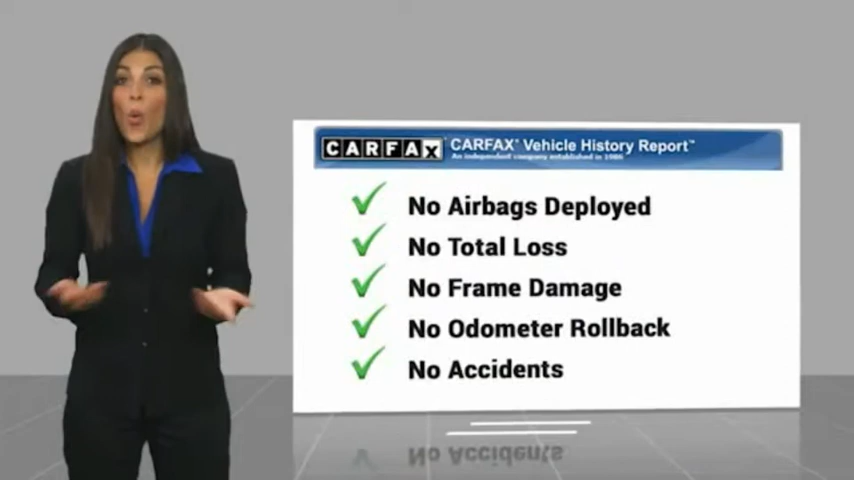 CARFAX CARFAX Vehicle History Report™
An independent company established in 1986
No Airbags Deployed
No Total Loss
No Frame Damage
No Odometer Rollback
No Accidents
No Accidents